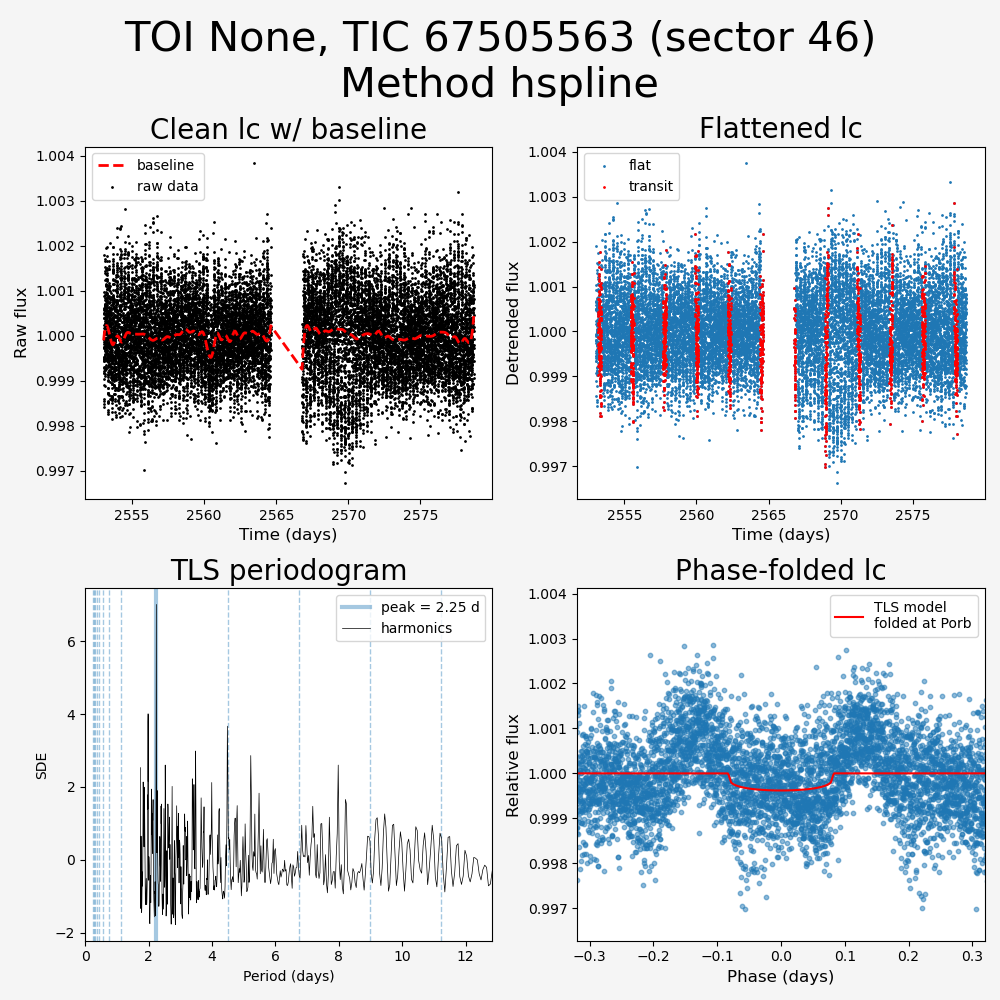 TOI None, TIC 67505563 (sector 46)
Method hspline
Clean lc w/ baseline
Flattened lc
1.004
1.003
1.002
1.001
1.000
0.999
0.998
0.997
Raw flux
baseline
raw data
2555
2560
2565
2570
2575
Time (days)
1.004
1.003
1.002
1.001
1.000
0.999
0.998
0.997
Detrended flux
flat
transit
2555
2560
2565
2570
2575
Time (days)
TLS periodogram
Phase-folded lc
6
4
2
0
−2
SDE
peak = 2.25 d
harmonics
0
2
4
6
8
10
12
Period (days)
1.004
1.003
1.002
1.001
1.000
0.999
0.998
0.997
Relative flux
TLS model
folded at Porb
−0.3
−0.2
−0.1
0.0
0.1
0.2
0.3
Phase (days)